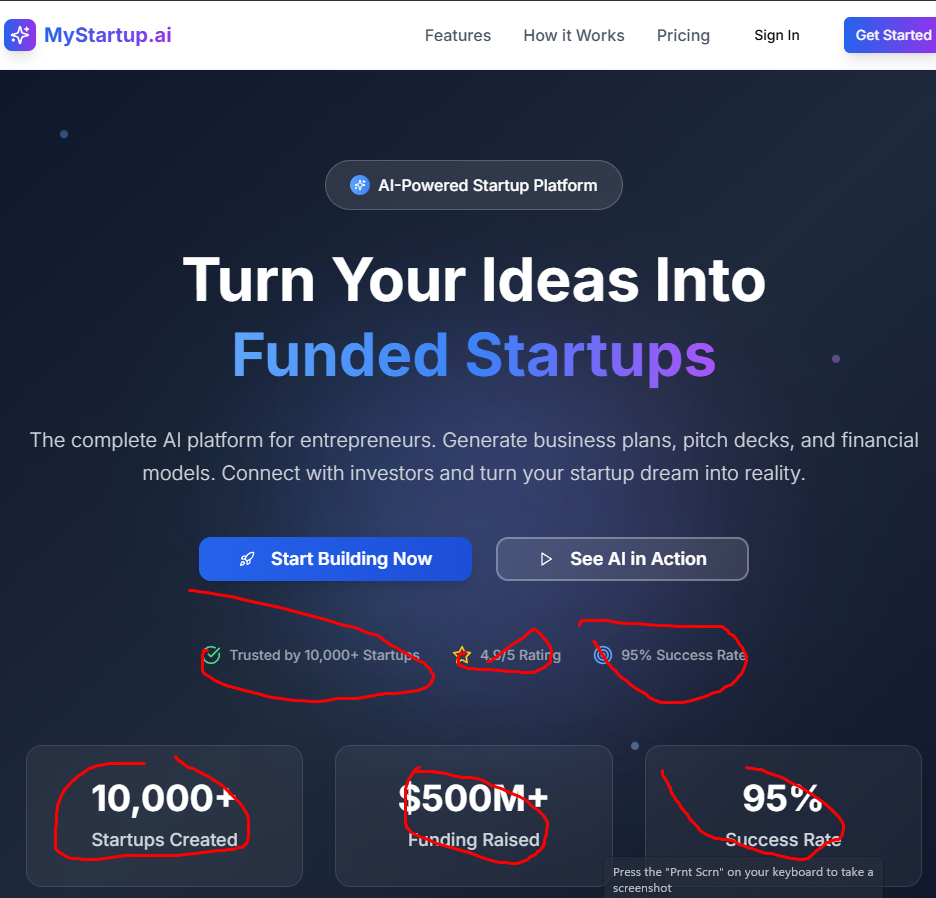 MyStartup.ai Features How it Works Pricing Sign In Get Started
AI-Powered Startup Platform
Turn Your Ideas Into
Funded Startups
The complete AI platform for entrepreneurs. Generate business plans, pitch decks, and financial
models. Connect with investors and turn your startup dream into reality.
Start Building Now See AI in Action
Trusted by 10,000+ Startups 4.9/5 Rating 95% Success Rate
10,000+ $500M+ 95%
Startups Created Funding Raised Success Rate
Press the "Prnt Scrn" on your keyboard to take a
screenshot